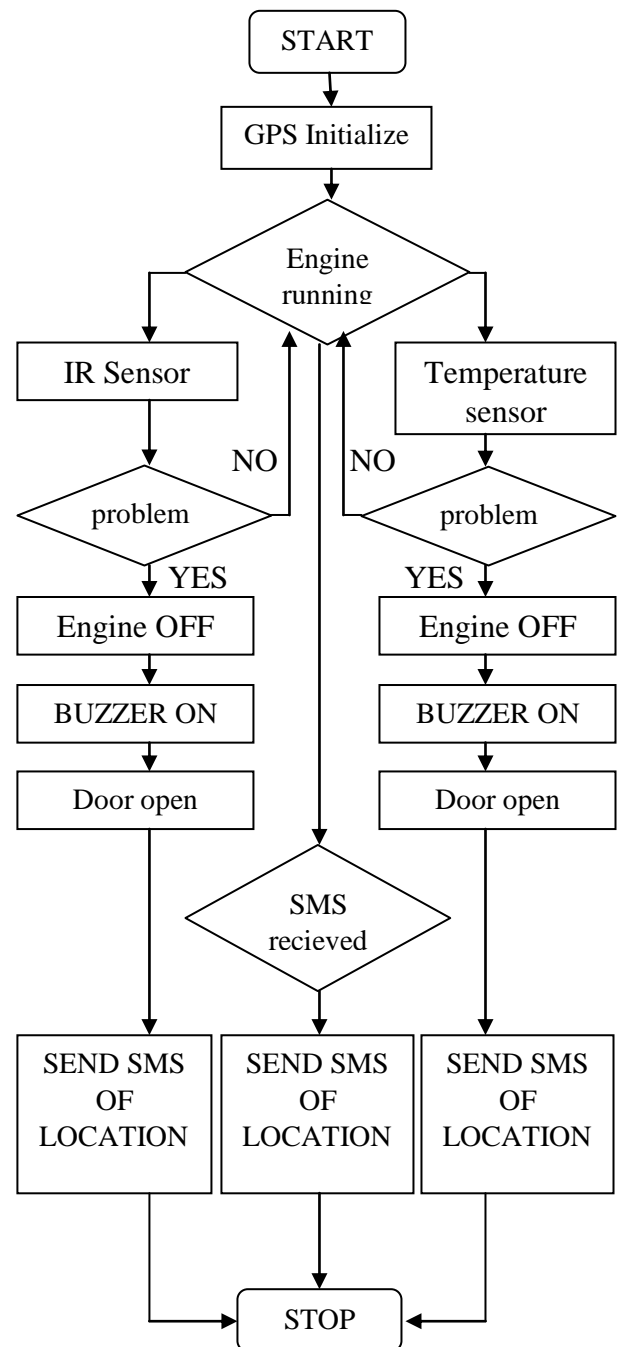 START
GPS Initialize
Engine
running
IR Sensor
Temperature
sensor
NO
NO
problem
problem
YES
YES
Engine OFF
Engine OFF
BUZZER ON
BUZZER ON
Door open
Door open
SMS
recieved
SEND SMS
OF
LOCATION
SEND SMS
OF
LOCATION
SEND SMS
OF
LOCATION
STOP